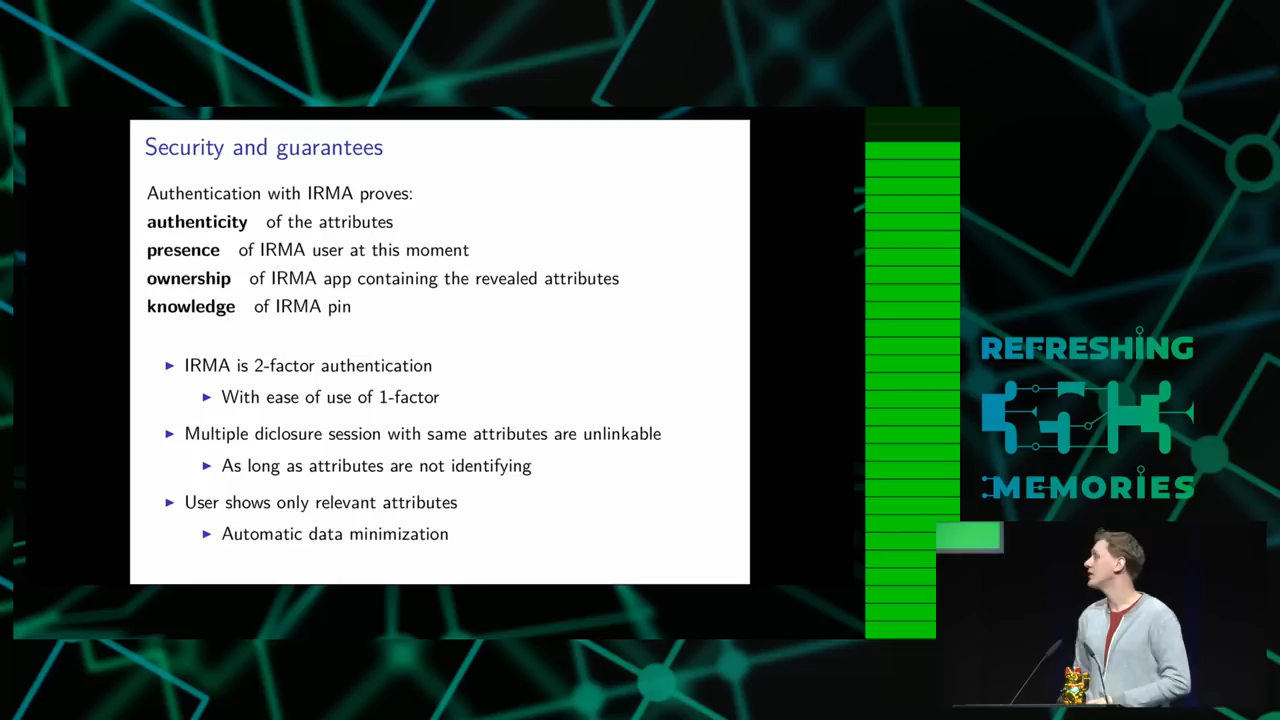 Security and guarantees
Authentication with IRMA proves:
authenticity of the attributes
presence of IRMA user at this moment
ownership of IRMA app containing the revealed attributes
knowledge of IRMA pin
IRMA is 2-factor authentication
With ease of use of 1-factor
Multiple diclosure session with same attributes are unlinkable
As long as attributes are not identifying
User shows only relevant attributes
Automatic data minimization
REFRESHING
MEMORIES